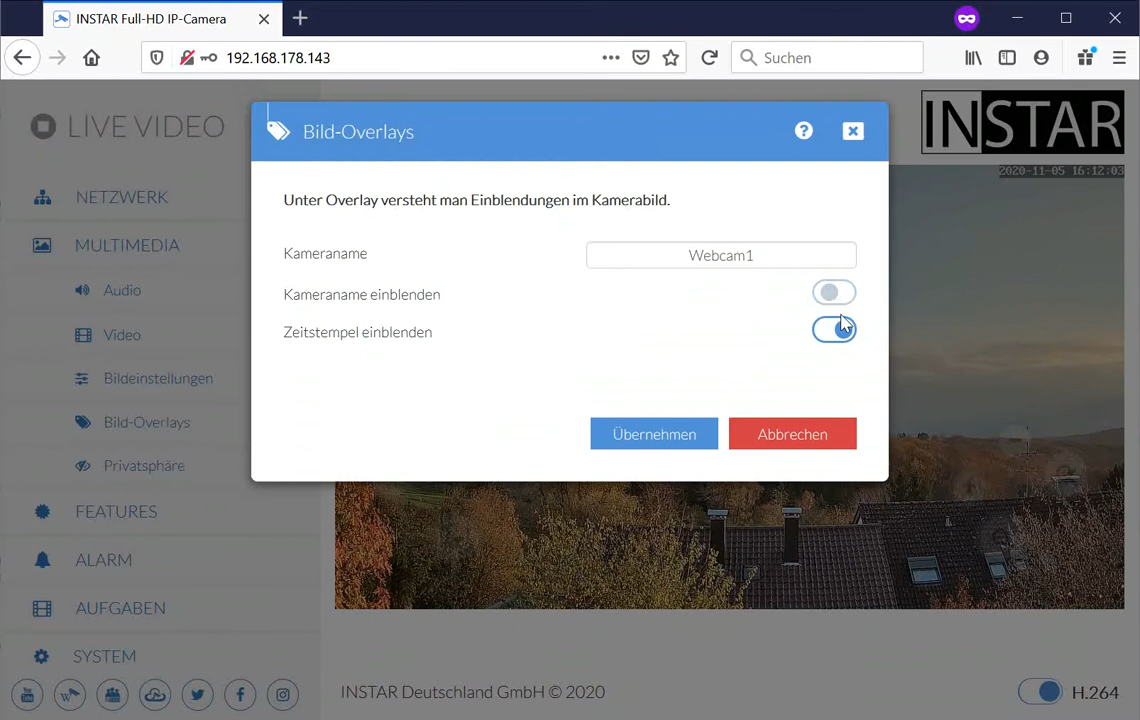 INSTAR Full-HD IP-Camera
192.168.178.143
Suchen
LIVE VIDEO
INSTAR
2020-11-05 16:12:03
Bild-Overlays
Unter Overlay versteht man Einblendungen im Kamerabild.
Kameraname
Webcam1
Kameraname einblenden
Zeitstempel einblenden
Übernehmen
Abbrechen
NETZWERK
MULTIMEDIA
Audio
Video
Bildeinstellungen
Bild-Overlays
Privatsphäre
FEATURES
ALARM
AUFGABEN
SYSTEM
INSTAR Deutschland GmbH © 2020
H.264